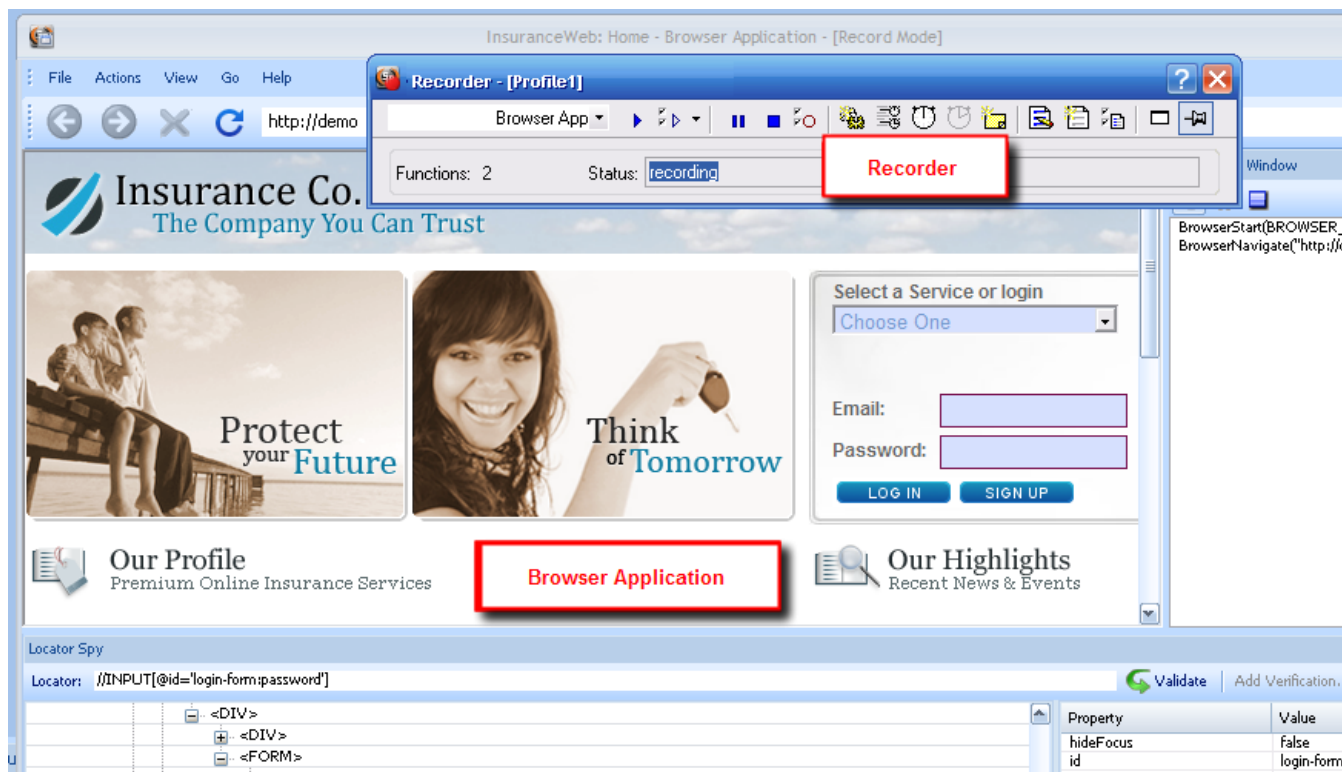 InsuranceWeb: Home - Browser Application - [Record Mode]
File Actions View Go Help
Recorder - [Profile1]
?
http://demo
Browser App
Functions: 2 Status: recording
Recorder
Window
Insurance Co.
The Company You Can Trust
BrowserStart(BROWSER_
BrowserNavigate("http://
Protect
your Future
Think
of Tomorrow
Select a Service or login
Choose One
Email:
Password:
LOG IN SIGN UP
Our Profile
Premium Online Insurance Services
Browser Application
Our Highlights
Recent News & Events
Locator Spy
Locator: //INPUT[@id='login-form:password']
Validate Add Verification.
<DIV>
<DIV>
<FORM>
Property Value
hideFocus false
id login-form